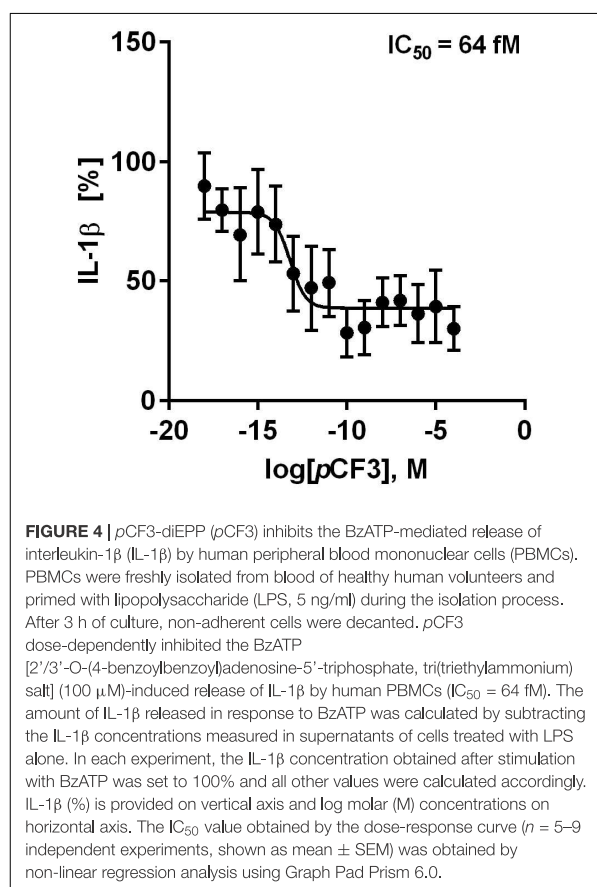 150
IC50 = 64 fM
100
50
0
IL-1β [%]
-20 -15 -10 -5 0
log[pCF3], M
FIGURE 4 | pCF3-diEPP (pCF3) inhibits the BzATP-mediated release of
interleukin-1β (IL-1β) by human peripheral blood mononuclear cells (PBMCs).
PBMCs were freshly isolated from blood of healthy human volunteers and
primed with lipopolysaccharide (LPS, 5 ng/ml) during the isolation process.
After 3 h of culture, non-adherent cells were decanted. pCF3
dose-dependently inhibited the BzATP
[2’/3’-O-(4-benzoylbenzoyl)adenosine-5’-triphosphate, tri(triethylammonium)
salt] (100 μM)-induced release of IL-1β by human PBMCs (IC50 = 64 fM). The
amount of IL-1β released in response to BzATP was calculated by subtracting
the IL-1β concentrations measured in supernatants of cells treated with LPS
alone. In each experiment, the IL-1β concentration obtained after stimulation
with BzATP was set to 100% and all other values were calculated accordingly.
IL-1β (%) is provided on vertical axis and log molar (M) concentrations on
horizontal axis. The IC50 value obtained by the dose-response curve (n = 5–9
independent experiments, shown as mean ± SEM) was obtained by
non-linear regression analysis using Graph Pad Prism 6.0.